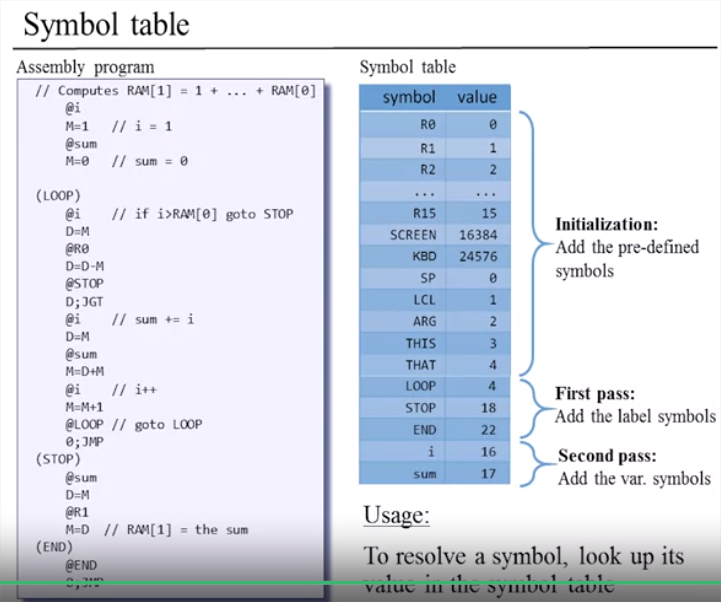 Symbol table
Assembly program
// Computes RAM[1] = 1 + ... + RAM[0]
@i
M=1 // i = 1
@sum
M=0 // sum = 0
(LOOP)
@i // if i>RAM[0] goto STOP
D=M
@R0
D=D-M
@STOP
D;JGT
@i // sum += i
D=M
@sum
M=D+M
@i // i++
M=M+1
@LOOP // goto LOOP
0;JMP
(STOP)
@sum
D=M
@R1
M=D // RAM[1] = the sum
(END)
@END
0;JMP
Symbol table
symbol value
R0 0
R1 1
R2 2
... ...
R15 15
SCREEN 16384
KBD 24576
SP 0
LCL 1
ARG 2
THIS 3
THAT 4
LOOP 4
STOP 18
END 22
i 16
sum 17
Initialization:
Add the pre-defined
symbols
First pass:
Add the label symbols
Second pass:
Add the var. symbols
Usage:
To resolve a symbol, look up its
value in the symbol table